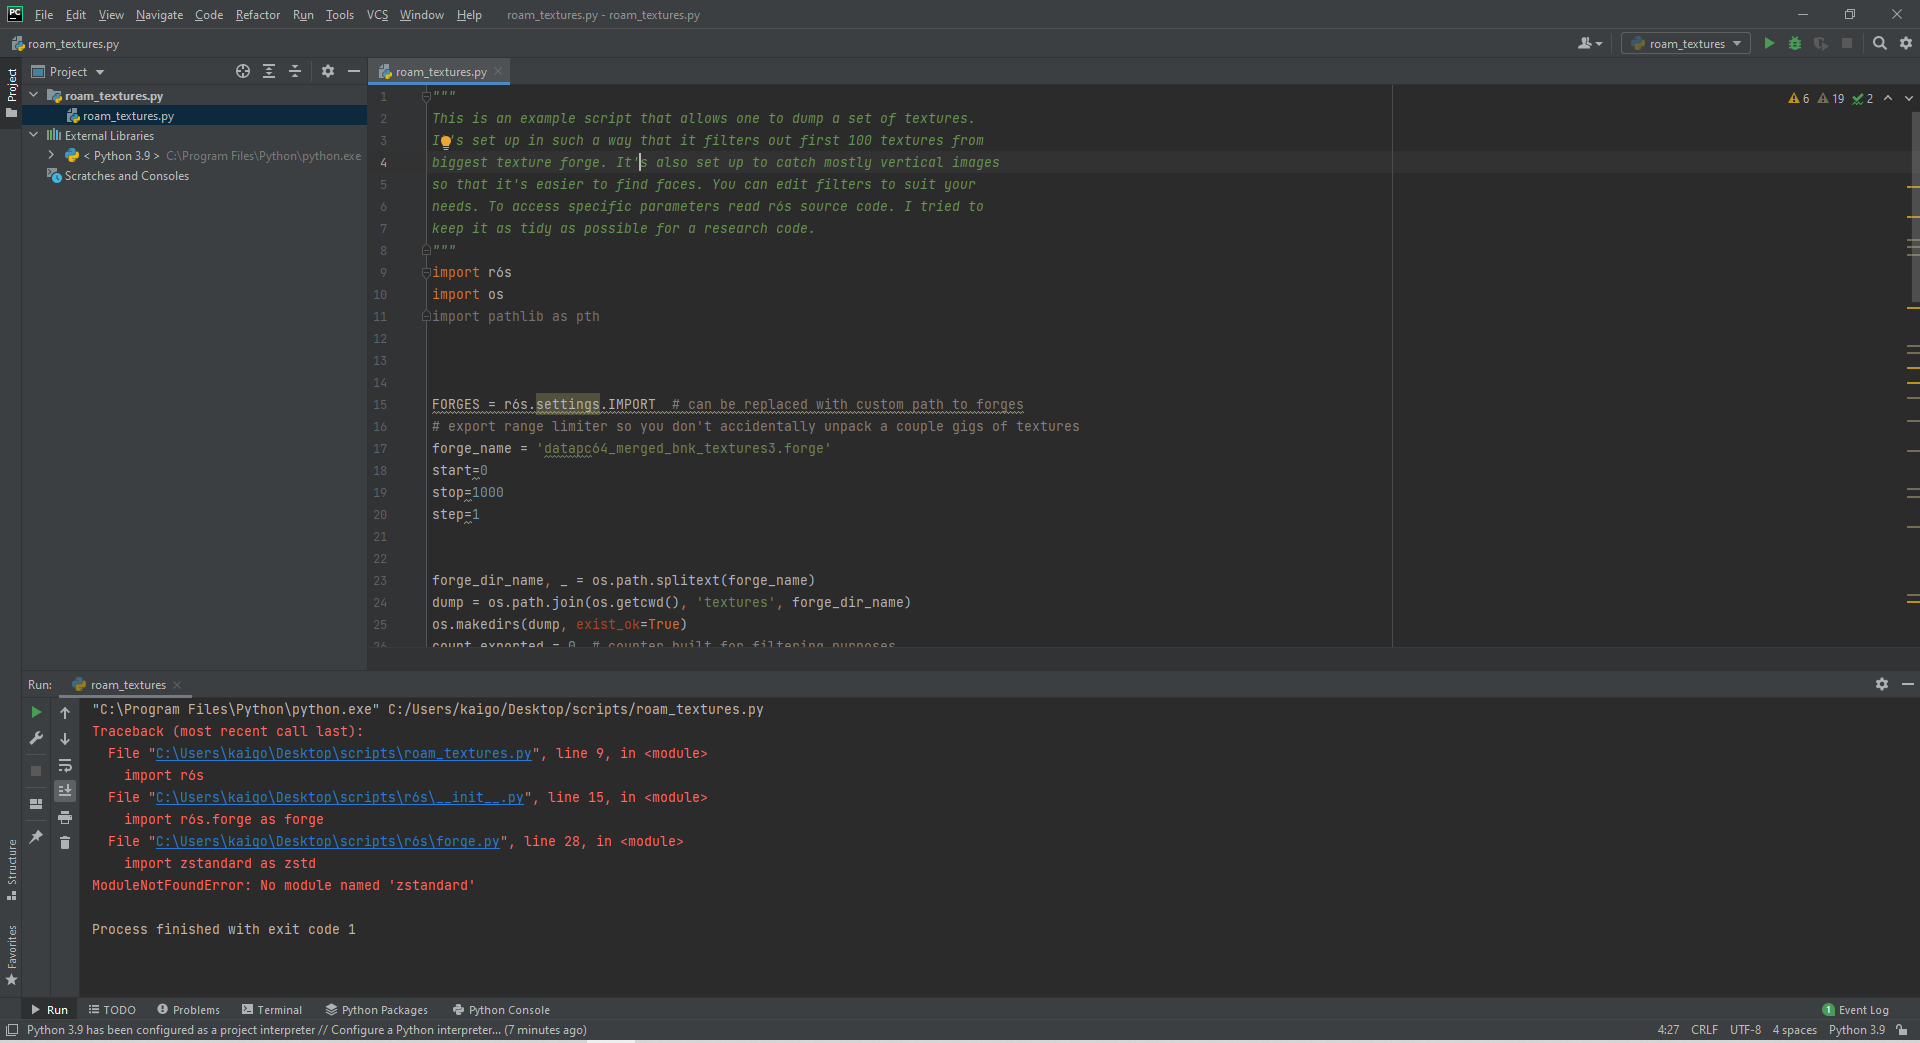 PC File Edit View Navigate Code Refactor Run Tools VCS Window Help roam_textures.py - roam_textures.py
roam_textures.py
roam_textures
Project
Project
roam_textures.py
roam_textures.py
External Libraries
< Python 3.9 > C:\Program Files\Python\python.exe
Scratches and Consoles
roam_textures.py
6 19 2
1 """
2 This is an example script that allows one to dump a set of textures.
3 I's set up in such a way that it filters out first 100 textures from
4 biggest texture forge. It's also set up to catch mostly vertical images
5 so that it's easier to find faces. You can edit filters to suit your
6 needs. To access specific parameters read r6s source code. I tried to
7 keep it as tidy as possible for a research code.
8 """
9 import r6s
10 import os
11 import pathlib as pth
12
13
14
15 FORGES = r6s.settings.IMPORT # can be replaced with custom path to forges
16 # export range limiter so you don't accidentally unpack a couple gigs of textures
17 forge_name = 'datapc64_merged_bnk_textures3.forge'
18 start=0
19 stop=1000
20 step=1
21
22
23 forge_dir_name, _ = os.path.splitext(forge_name)
24 dump = os.path.join(os.getcwd(), 'textures', forge_dir_name)
25 os.makedirs(dump, exist_ok=True)
26 count_exported = 0 # counter built for filtering purposes
Run: roam_textures
"C:\Program Files\Python\python.exe" C:/Users/kaigo/Desktop/scripts/roam_textures.py
Traceback (most recent call last):
File "C:\Users\kaigo\Desktop\scripts\roam_textures.py", line 9, in <module>
import r6s
File "C:\Users\kaigo\Desktop\scripts\r6s\__init__.py", line 15, in <module>
import r6s.forge as forge
File "C:\Users\kaigo\Desktop\scripts\r6s\forge.py", line 28, in <module>
import zstandard as zstd
ModuleNotFoundError: No module named 'zstandard'
Process finished with exit code 1
Structure
Favorites
Run TODO Problems Terminal Python Packages Python Console 1 Event Log
Python 3.9 has been configured as a project interpreter // Configure a Python interpreter... (7 minutes ago) 4:27 CRLF UTF-8 4 spaces Python 3.9